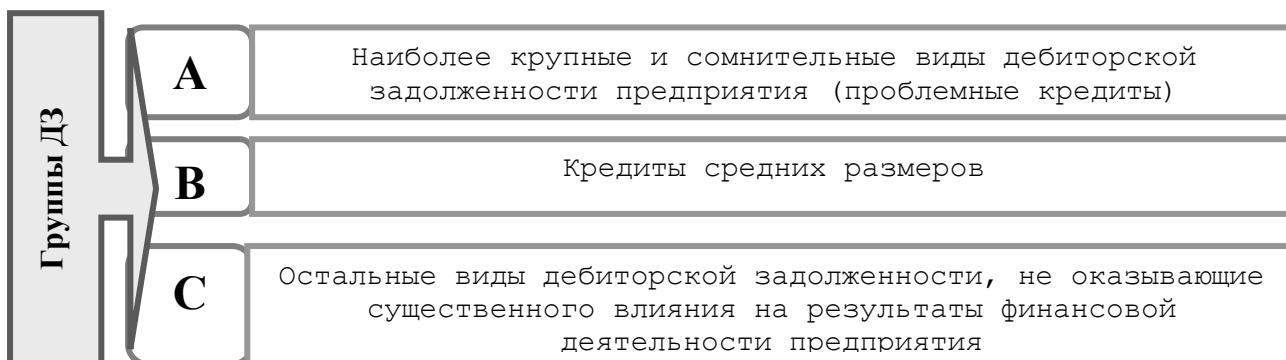 Группы ДЗ
А
Наиболее крупные и сомнительные виды дебиторской
задолженности предприятия (проблемные кредиты)
В
Кредиты средних размеров
С
Остальные виды дебиторской задолженности, не оказывающие
существенного влияния на результаты финансовой
деятельности предприятия